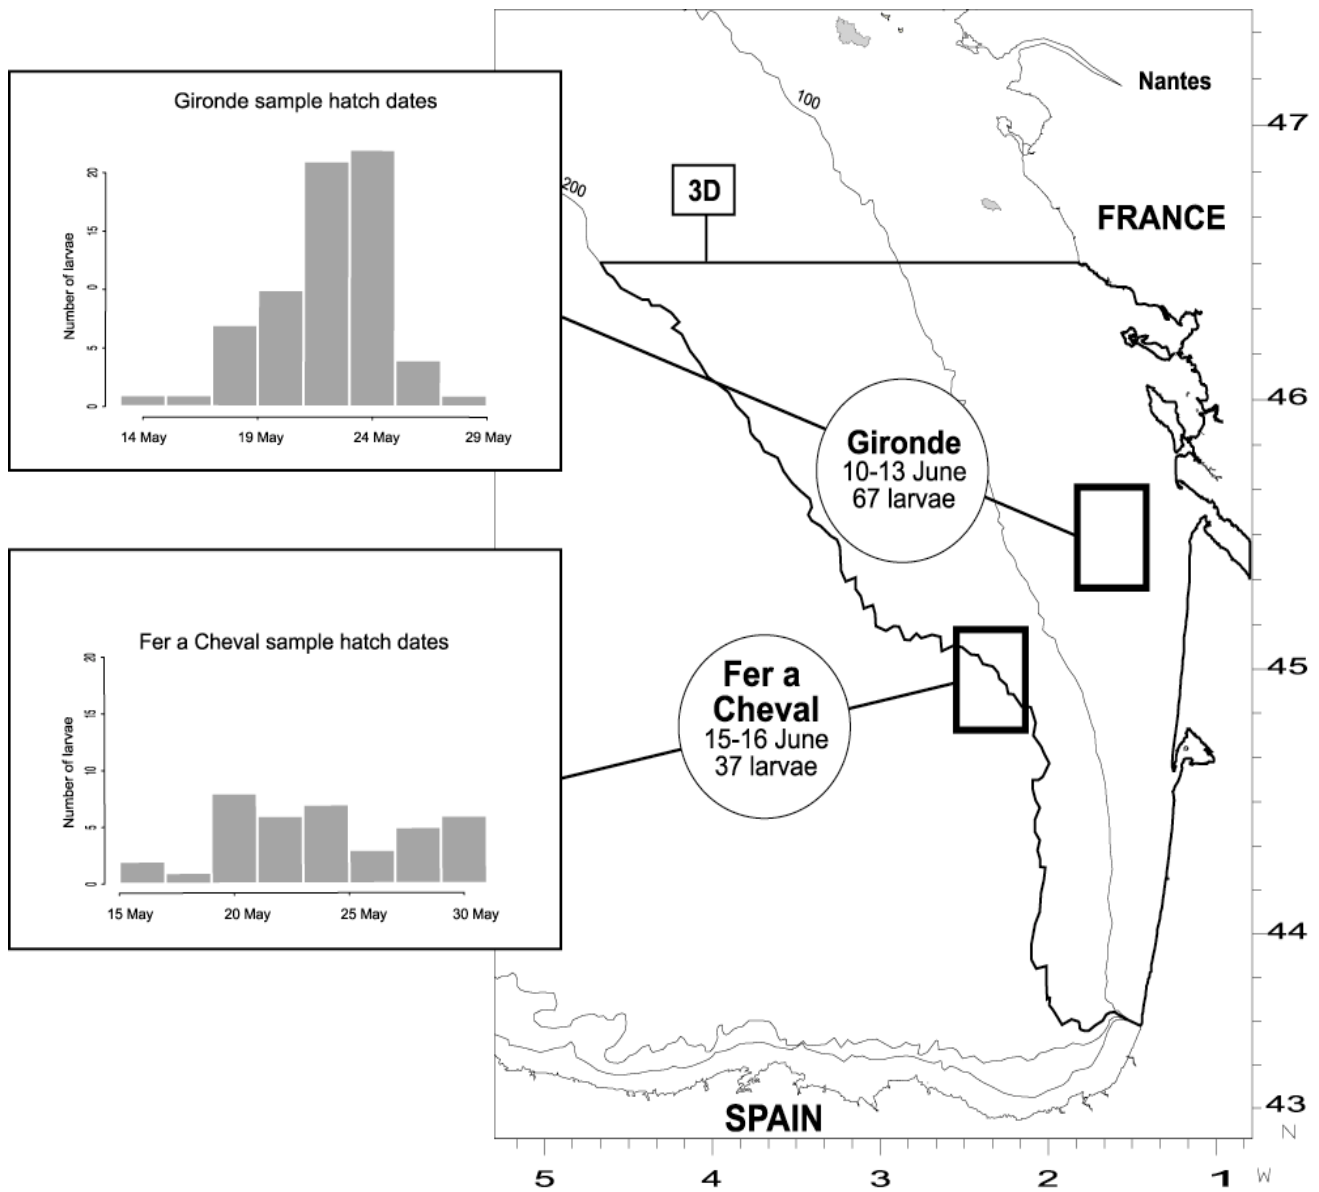 Gironde sample hatch dates
Number of larvae
20
15
0
5
0
14 May
19 May
24 May
29 May
Fer a Cheval sample hatch dates
Number of larvae
20
15
10
5
0
15 May
20 May
25 May
30 May
100
200
3D
Nantes
FRANCE
Gironde
10-13 June
67 larvae
Fer a
Cheval
15-16 June
37 larvae
SPAIN
47
46
45
44
43
N
5
4
3
2
1
W